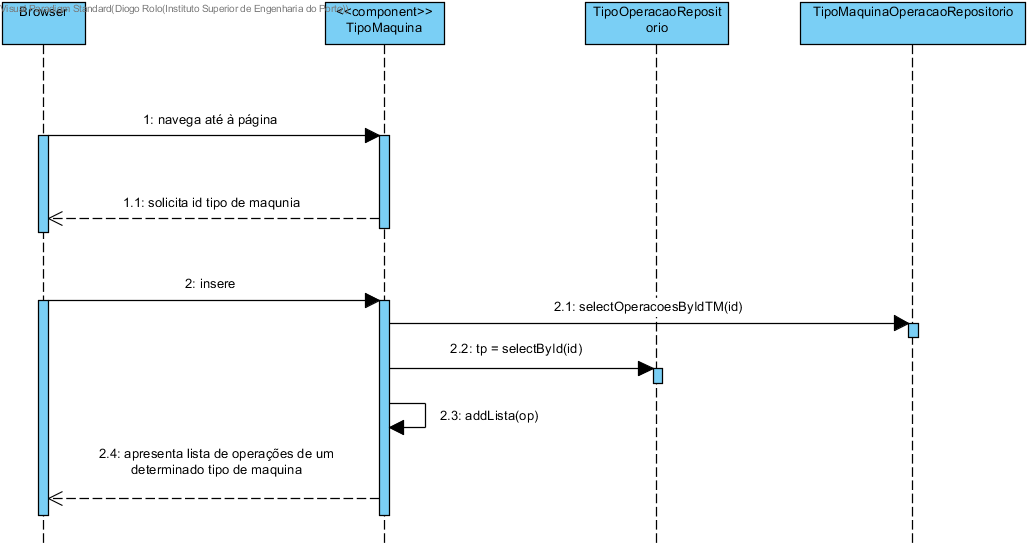 Visual Paradigm Standard(Diogo Rolo(Instituto Superior de Engenharia do Porto))
Browser
<<component>>
TipoMaquina
TipoOperacaoReposit
orio
TipoMaquinaOperacaoRepositorio
1: navega até à página
1.1: solicita id tipo de maqunia
2: insere
2.1: selectOperacoesByIdTM(id)
2.2: tp = selectById(id)
2.3: addLista(op)
2.4: apresenta lista de operações de um
determinado tipo de maquina